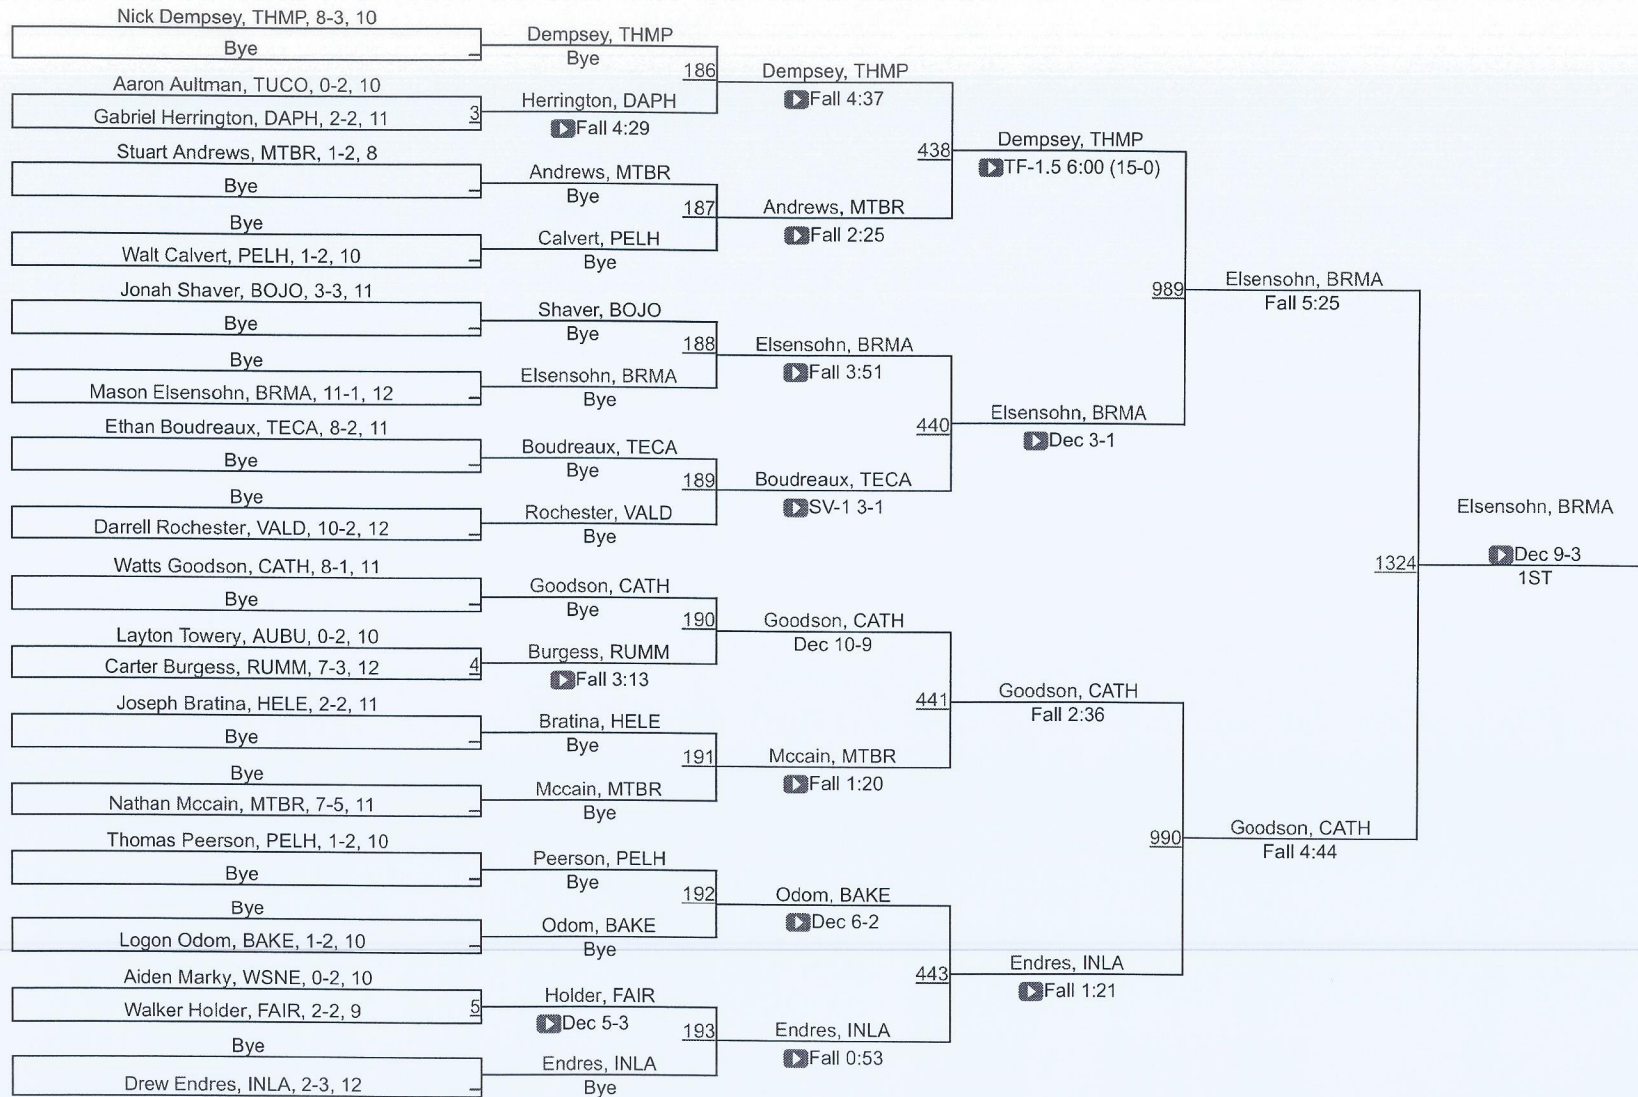 Nick Dempsey, THMP, 8-3, 10
Bye
Aaron Aultman, TUCO, 0-2, 10
Gabriel Herrington, DAPH, 2-2, 11
3
Stuart Andrews, MTBR, 1-2, 8
Bye
Bye
Walt Calvert, PELH, 1-2, 10
Jonah Shaver, BOJO, 3-3, 11
Bye
Bye
Mason Elsensohn, BRMA, 11-1, 12
Ethan Boudreaux, TECA, 8-2, 11
Bye
Bye
Darrell Rochester, VALD, 10-2, 12
Watts Goodson, CATH, 8-1, 11
Bye
Layton Towery, AUBU, 0-2, 10
Carter Burgess, RUMM, 7-3, 12
4
Joseph Bratina, HELE, 2-2, 11
Bye
Bye
Nathan Mccain, MTBR, 7-5, 11
Thomas Peerson, PELH, 1-2, 10
Bye
Bye
Logon Odom, BAKE, 1-2, 10
Aiden Marky, WSNE, 0-2, 10
Walker Holder, FAIR, 2-2, 9
5
Bye
Drew Endres, INLA, 2-3, 12
Dempsey, THMP
Bye
186
Herrington, DAPH
Fall 4:29
Andrews, MTBR
Bye
187
Calvert, PELH
Bye
Shaver, BOJO
Bye
188
Elsensohn, BRMA
Bye
Boudreaux, TECA
Bye
189
Rochester, VALD
Bye
Goodson, CATH
Bye
190
Burgess, RUMM
Fall 3:13
Bratina, HELE
Bye
191
Mccain, MTBR
Bye
Peerson, PELH
Bye
192
Odom, BAKE
Bye
Holder, FAIR
Dec 5-3
193
Endres, INLA
Bye
Dempsey, THMP
Fall 4:37
438
Andrews, MTBR
Fall 2:25
Elsensohn, BRMA
Fall 3:51
440
Boudreaux, TECA
SV-1 3-1
Goodson, CATH
Dec 10-9
441
Mccain, MTBR
Fall 1:20
Odom, BAKE
Dec 6-2
443
Endres, INLA
Fall 0:53
Dempsey, THMP
TF-1.5 6:00 (15-0)
989
Elsensohn, BRMA
Dec 3-1
Goodson, CATH
Fall 2:36
990
Endres, INLA
Fall 1:21
Elsensohn, BRMA
Fall 5:25
1324
Goodson, CATH
Fall 4:44
Elsensohn, BRMA
Dec 9-3
1ST